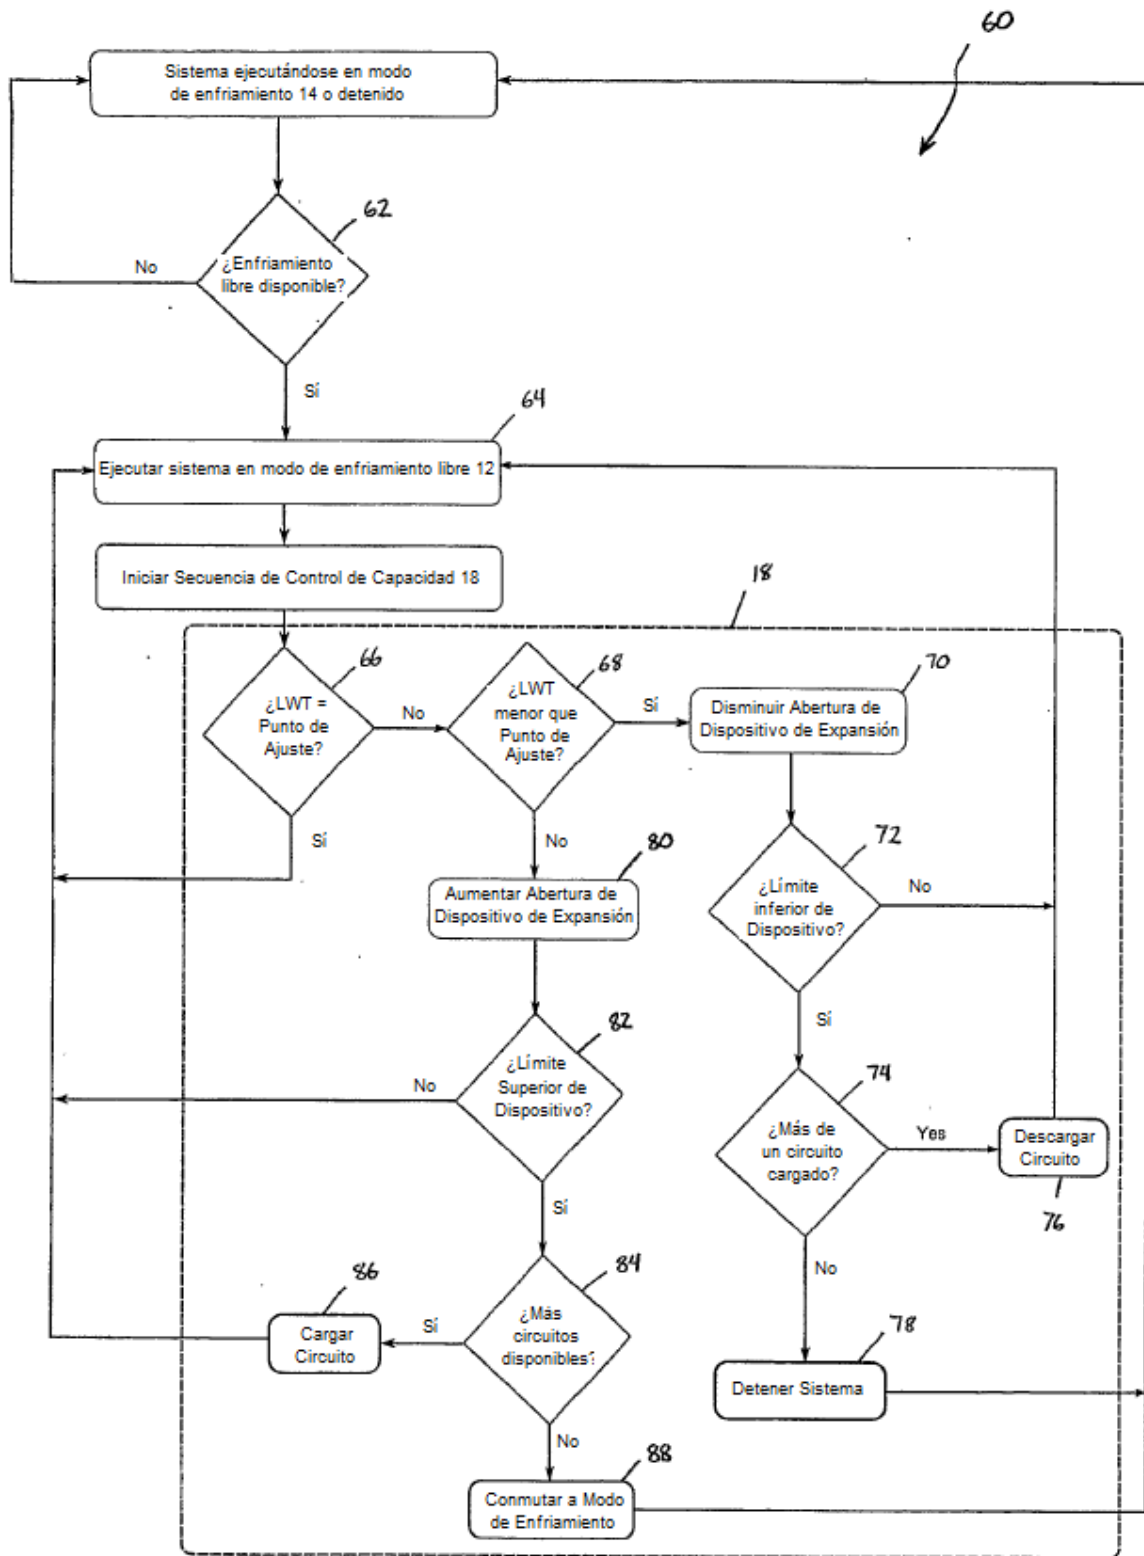 60
Sistema ejecutándose en modo
de enfriamiento 14 o detenido
62
¿Enfriamiento
libre disponible?
No
Sí
64
Ejecutar sistema en modo de enfriamiento libre 12
Iniciar Secuencia de Control de Capacidad 18
18
66
¿LWT =
Punto de
Ajuste?
No
Sí
68
¿LWT
menor que
Punto de
Ajuste?
Sí
No
70
Disminuir Abertura de
Dispositivo de Expansión
72
¿Límite
inferior de
Dispositivo?
No
Sí
80
Aumentar Abertura de
Dispositivo de Expansión
82
¿Límite
Superior de
Dispositivo?
No
Sí
74
¿Más de
un circuito
cargado?
Yes
No
Descargar
Circuito
76
84
¿Más
circuitos
disponibles?
Sí
No
86
Cargar
Circuito
78
Detener Sistema
88
Conmutar a Modo
de Enfriamiento